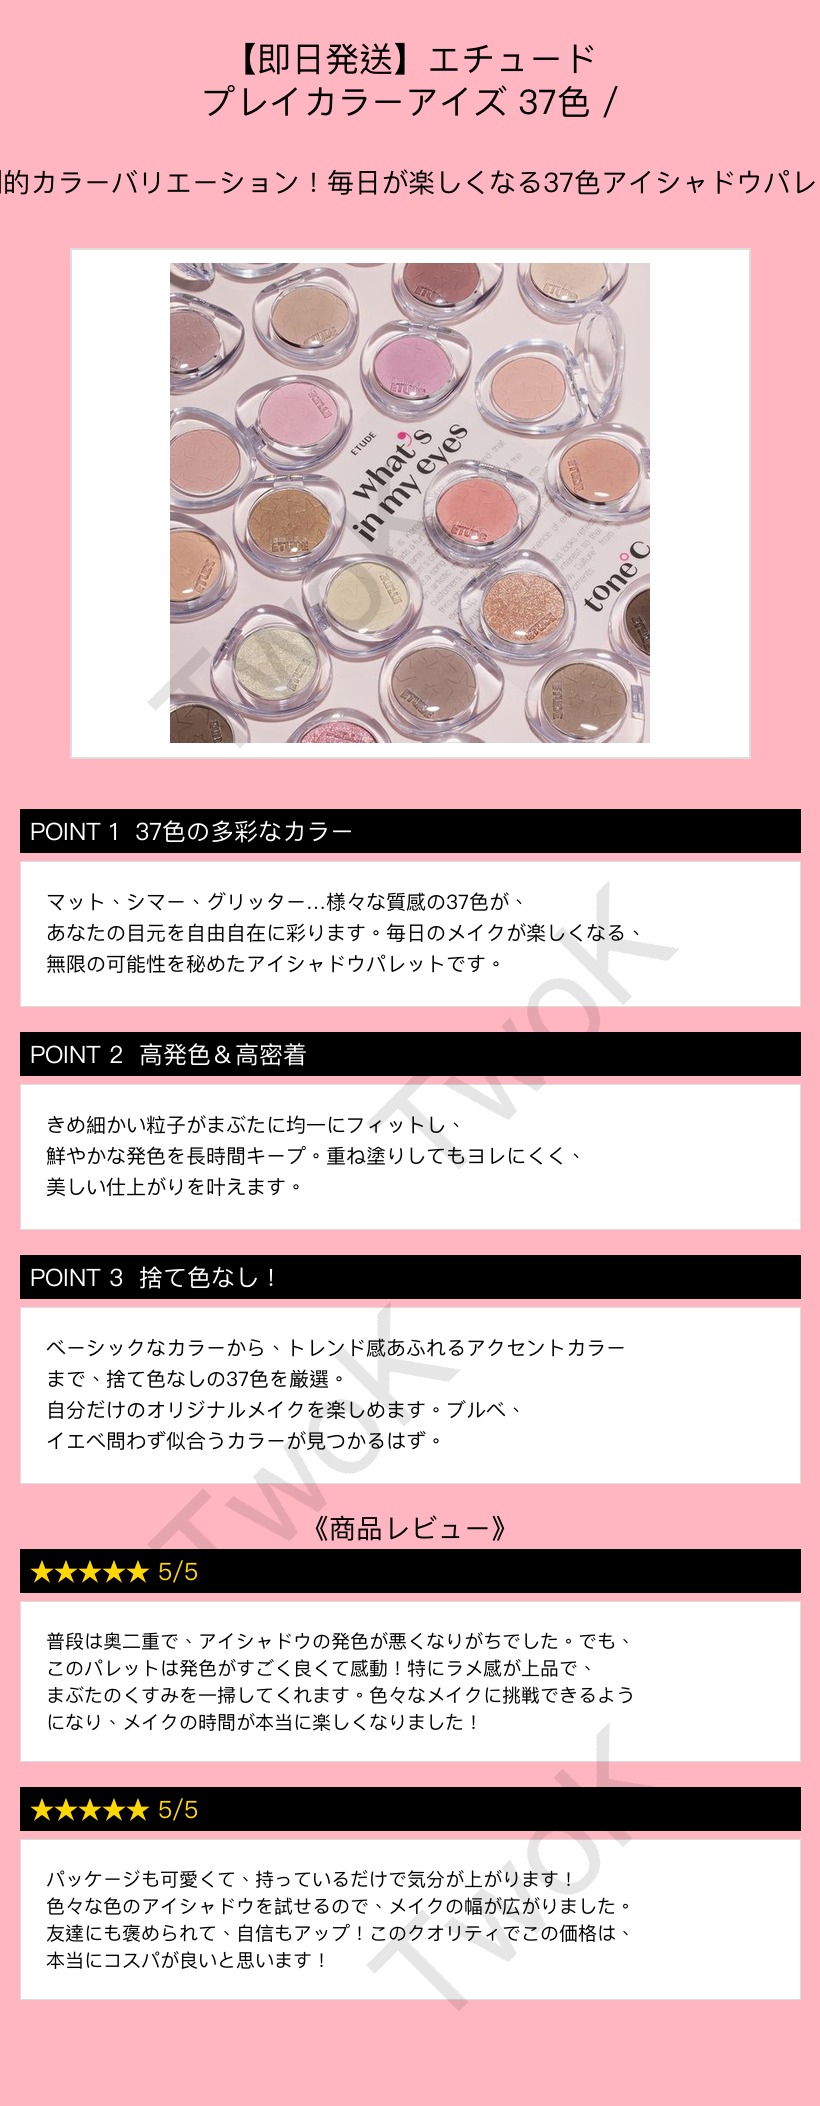 【即日発送】エチュード
プレイカラーアイズ 37色 /
的カラーバリエーション！毎日が楽しくなる37色アイシャドウパレ
ETUDE
what's
in my eyes
tone°C
POINT 1 37色の多彩なカラー
マット、シマー、グリッター…様々な質感の37色が、
あなたの目元を自由自在に彩ります。毎日のメイクが楽しくなる、
無限の可能性を秘めたアイシャドウパレットです。
POINT 2 高発色＆高密着
きめ細かい粒子がまぶたに均一にフィットし、
鮮やかな発色を長時間キープ。重ね塗りしてもヨレにくく、
美しい仕上がりを叶えます。
POINT 3 捨て色なし！
ベーシックなカラーから、トレンド感あふれるアクセントカラー
まで、捨て色なしの37色を厳選。
自分だけのオリジナルメイクを楽しめます。ブルベ、
イエベ問わず似合うカラーが見つかるはず。
《商品レビュー》
★★★★★ 5/5
普段は奥二重で、アイシャドウの発色が悪くなりがちでした。でも、
このパレットは発色がすごく良くて感動！特にラメ感が上品で、
まぶたのくすみを一掃してくれます。色々なメイクに挑戦できるよう
になり、メイクの時間が本当に楽しくなりました！
★★★★★ 5/5
パッケージも可愛くて、持っているだけで気分が上がります！
色々な色のアイシャドウを試せるので、メイクの幅が広がりました。
友達にも褒められて、自信もアップ！このクオリティでこの価格は、
本当にコスパが良いと思います！
TwoK
TwoK
TwoK
TwoK